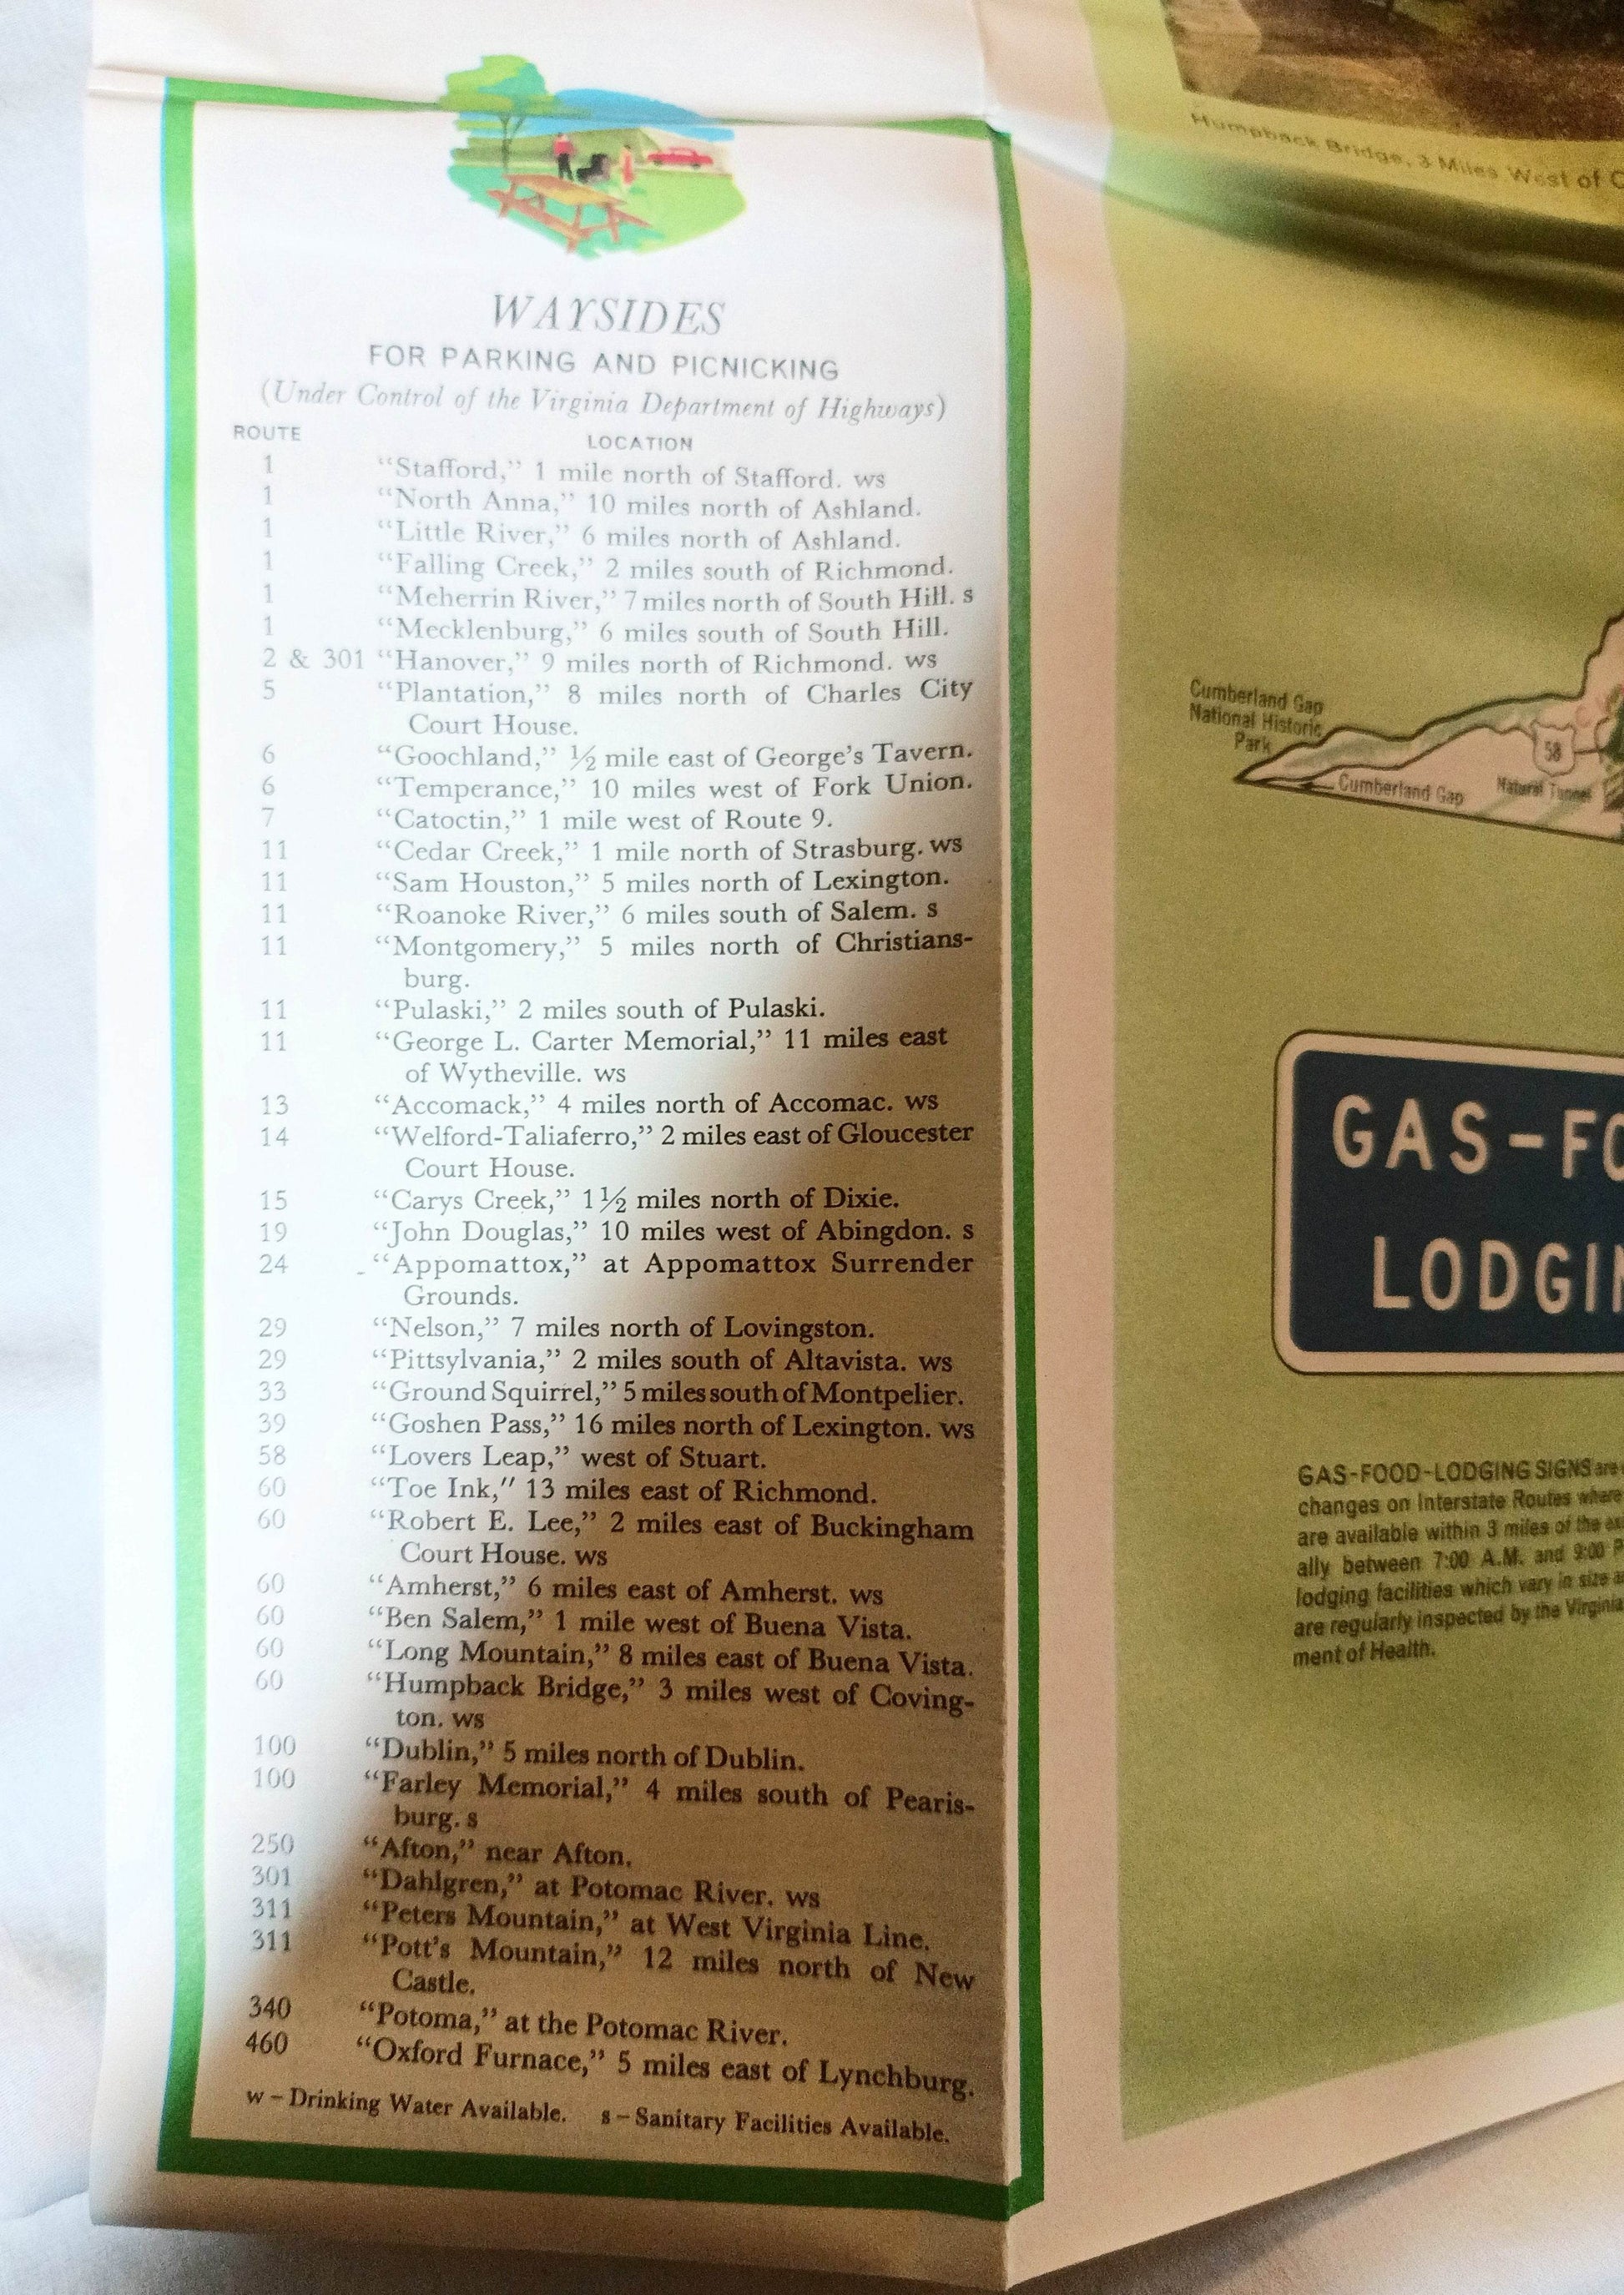 WAYSIDES
FOR PARKING AND PICNICKING
(Under Control of the Virginia Department of Highways)
ROUTE LOCATION
1 “Stafford,” 1 mile north of Stafford. ws
1 “North Anna,” 10 miles north of Ashland.
1 “Little River,” 6 miles north of Ashland.
1 “Falling Creek,” 2 miles south of Richmond.
1 “Meherrin River,” 7 miles north of South Hill. s
1 “Mecklenburg,” 6 miles south of South Hill.
2 & 301 “Hanover,” 9 miles north of Richmond. ws
5 “Plantation,” 8 miles north of Charles City
Court House.
6 “Goochland,” ½ mile east of George’s Tavern.
6 “Temperance,” 10 miles west of Fork Union.
7 “Catoctin,” 1 mile west of Route 9.
11 “Cedar Creek,” 1 mile north of Strasburg. ws
11 “Sam Houston,” 5 miles north of Lexington.
11 “Roanoke River,” 6 miles south of Salem. s
11 “Montgomery,” 5 miles north of Christians-
burg.
11 “Pulaski,” 2 miles south of Pulaski.
11 “George L. Carter Memorial,” 11 miles east
of Wytheville. ws
13 “Accomack,” 4 miles north of Accomac. ws
14 “Welford-Taliaferro,” 2 miles east of Gloucester
Court House.
15 “Carys Creek,” 1½ miles north of Dixie.
19 “John Douglas,” 10 miles west of Abingdon. s
24 “Appomattox,” at Appomattox Surrender
Grounds.
29 “Nelson,” 7 miles north of Lovingston.
29 “Pittsylvania,” 2 miles south of Altavista. ws
33 “Ground Squirrel,” 5 miles south of Montpelier.
39 “Goshen Pass,” 16 miles north of Lexington. ws
58 “Lovers Leap,” west of Stuart.
60 “Toe Ink,” 13 miles east of Richmond.
60 “Robert E. Lee,” 2 miles east of Buckingham
Court House. ws
60 “Amherst,” 6 miles east of Amherst. ws
60 “Ben Salem,” 1 mile west of Buena Vista.
60 “Long Mountain,” 8 miles east of Buena Vista.
60 “Humpback Bridge,” 3 miles west of Coving-
ton. ws
100 “Dublin,” 5 miles north of Dublin.
100 “Farley Memorial,” 4 miles south of Pearis-
burg. s
250 “Afton,” near Afton.
301 “Dahlgren,” at Potomac River. ws
311 “Peters Mountain,” at West Virginia Line.
311 “Pott’s Mountain,” 12 miles north of New
Castle.
340 “Potoma,” at the Potomac River.
460 “Oxford Furnace,” 5 miles east of Lynchburg.
w – Drinking Water Available. s – Sanitary Facilities Available.
Humpback Bridge, 3 Miles West of
Cumberland Gap
National Historic
Park
58
Cumberland Gap
Natural Tunnel
GAS-FO
LODGIN
GAS-FOOD-LODGING SIGNS are
changes on Interstate Routes where
are available within 3 miles of the
ally between 7:00 A.M. and 9:00
lodging facilities which vary in size
are regularly inspected by the Virginia
ment of Health.